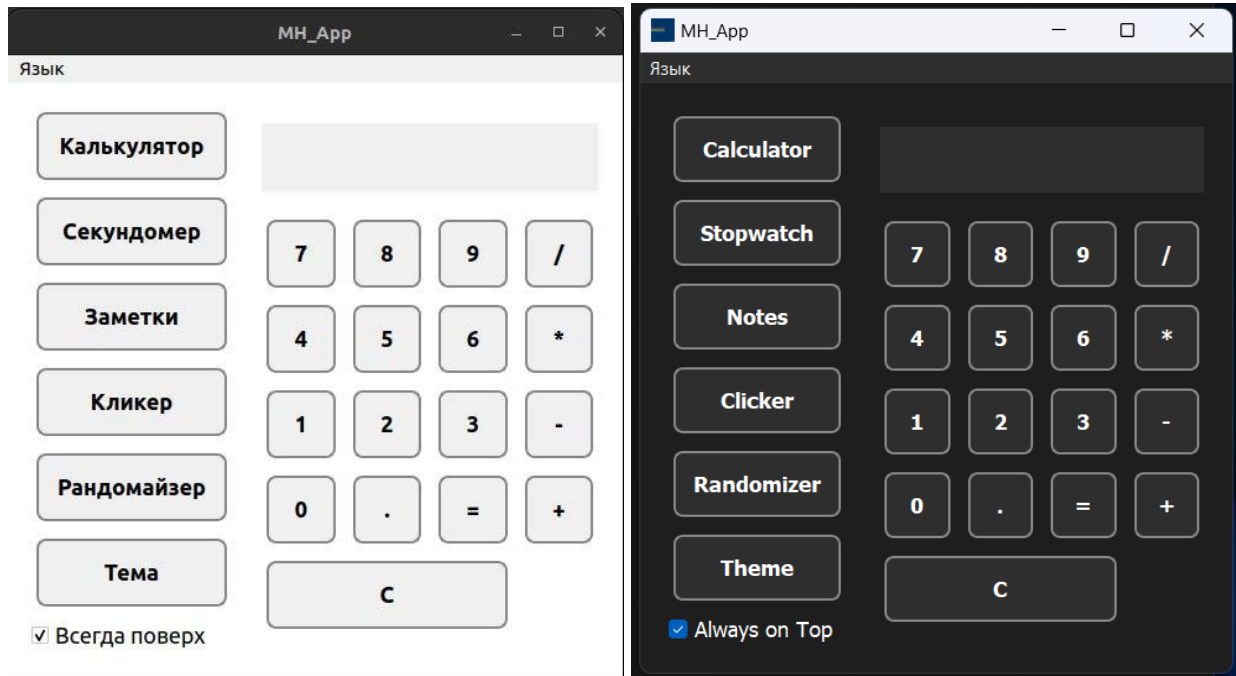 MH_App
Язык
Калькулятор
Секундомер
Заметки
Кликер
Рандомайзер
Тема
Всегда поверх
7 8 9 /
4 5 6 *
1 2 3 -
0 . = +
C
MH_App
Язык
Calculator
Stopwatch
Notes
Clicker
Randomizer
Theme
Always on Top
7 8 9 /
4 5 6 *
1 2 3 -
0 . = +
C